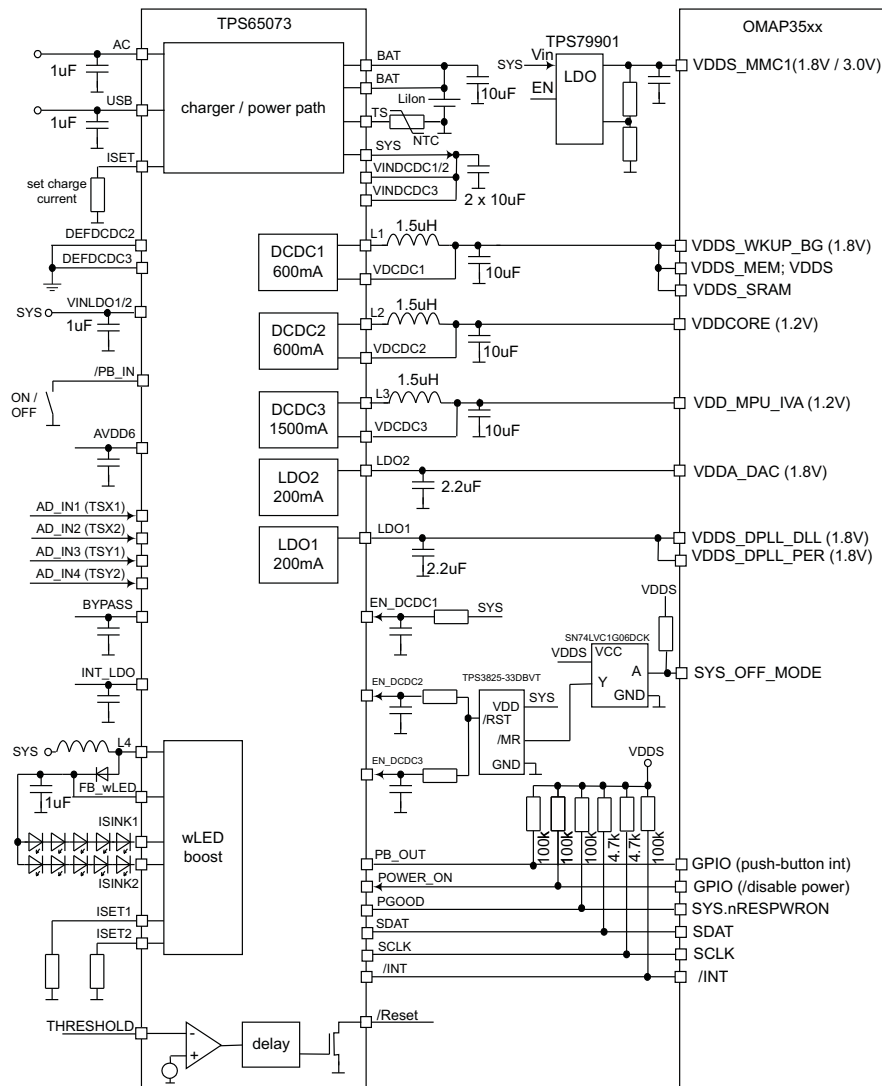 TPS65073
TPS79901
OMAP35xx
AC
1uF
USB
1uF
ISET
set charge
current
charger / power path
BAT
BAT
10uF
LiIon
TS
NTC
SYS
VINDCDC1/2
VINDCDC3
2 x 10uF
SYS
Vin
EN
LDO
VDDS_MMC1(1.8V / 3.0V)
DEFDCDC2
DEFDCDC3
DCDC1
600mA
L1
1.5uH
VDCDC1
10uF
VDDS_WKUP_BG (1.8V)
VDDS_MEM; VDDS
VDDS_SRAM
SYS
VINLDO1/2
1uF
DCDC2
600mA
L2
1.5uH
VDCDC2
10uF
VDDCORE (1.2V)
/PB_IN
ON /
OFF
DCDC3
1500mA
L3
1.5uH
VDCDC3
10uF
VDD_MPU_IVA (1.2V)
AVDD6
LDO2
200mA
LDO2
2.2uF
VDDA_DAC (1.8V)
AD_IN1 (TSX1)
AD_IN2 (TSX2)
AD_IN3 (TSY1)
AD_IN4 (TSY2)
LDO1
200mA
LDO1
2.2uF
VDDS_DPLL_DLL (1.8V)
VDDS_DPLL_PER (1.8V)
BYPASS
EN_DCDC1
SYS
VDDS
SN74LVC1G06DCK
VDDS
VCC
A
Y
GND
SYS_OFF_MODE
INT_LDO
EN_DCDC2
TPS3825-33DBVT
VDD
SYS
/RST
/MR
GND
EN_DCDC3
VDDS
SYS
L4
1uF
FB_wLED
ISINK1
ISINK2
wLED
boost
ISET1
ISET2
100k
100k
100k
4.7k
4.7k
100k
PB_OUT
GPIO (push-button int)
POWER_ON
GPIO (/disable power)
PGOOD
SYS.nRESPWRON
SDAT
SDAT
SCLK
SCLK
/INT
/INT
THRESHOLD
-
+
delay
/Reset